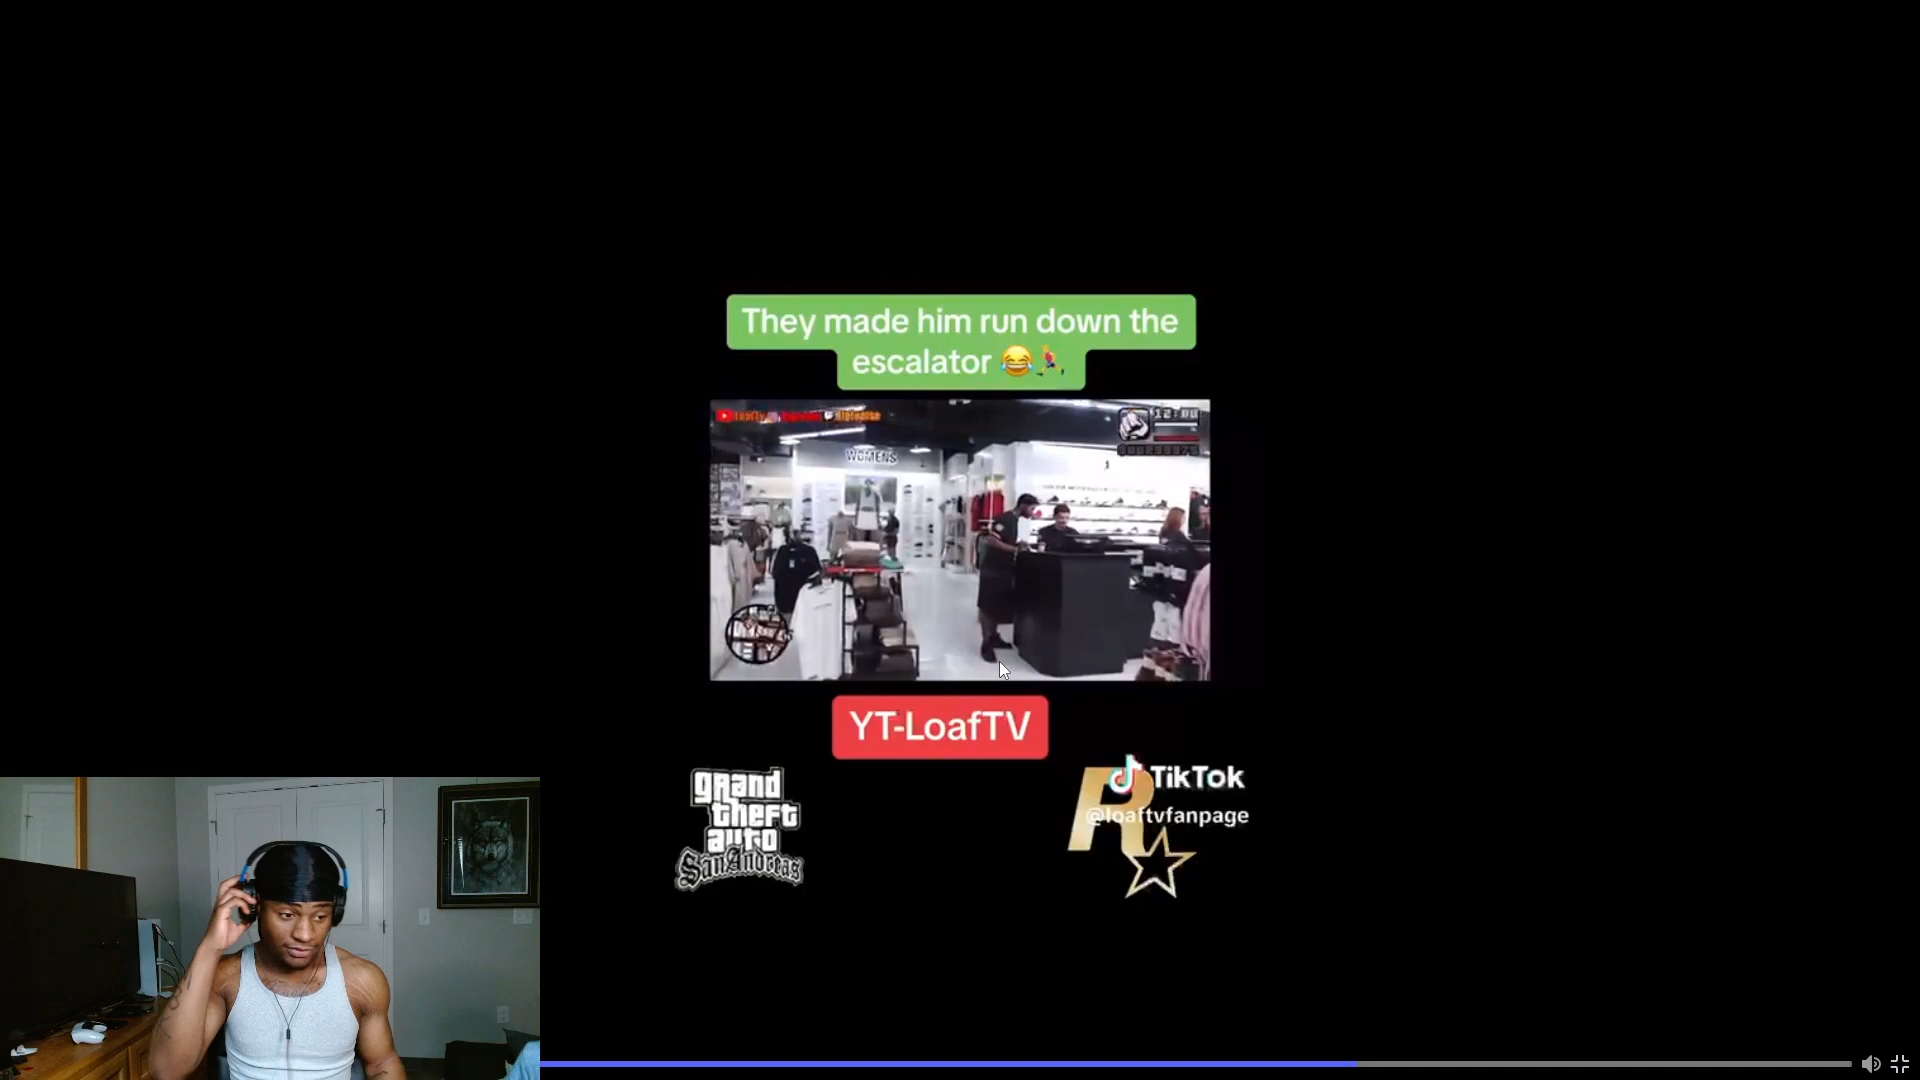 They made him run down the
escalator 😂🏃
WOMENS
YT-LoafTV
grand
theft
auto
San Andreas
TikTok
@loaftvfanpage
R